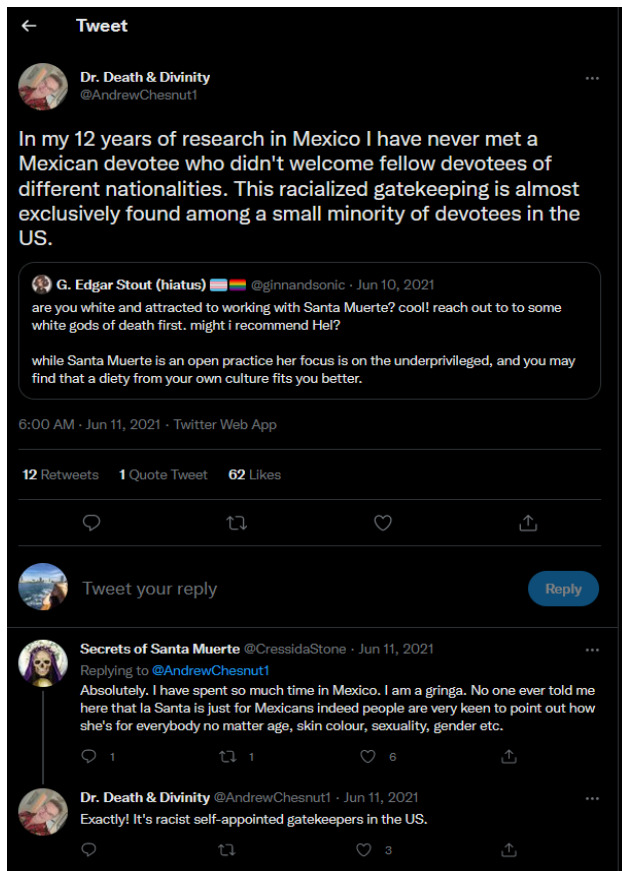 Tweet
Dr. Death & Divinity
@AndrewChesnut1
In my 12 years of research in Mexico I have never met a
Mexican devotee who didn't welcome fellow devotees of
different nationalities. This racialized gatekeeping is almost
exclusively found among a small minority of devotees in the
US.
G. Edgar Stout (hiatus) @ginnandsonic · Jun 10, 2021
are you white and attracted to working with Santa Muerte? cool! reach out to to some
white gods of death first. might i recommend Hel?
while Santa Muerte is an open practice her focus is on the underprivileged, and you may
find that a diety from your own culture fits you better.
6:00 AM · Jun 11, 2021 · Twitter Web App
12 Retweets 1 Quote Tweet 62 Likes
Tweet your reply
Reply
Secrets of Santa Muerte @CressidaStone · Jun 11, 2021
Replying to @AndrewChesnut1
Absolutely. I have spent so much time in Mexico. I am a gringa. No one ever told me
here that la Santa is just for Mexicans indeed people are very keen to point out how
she's for everybody no matter age, skin colour, sexuality, gender etc.
1 1 6
Dr. Death & Divinity @AndrewChesnut1 · Jun 11, 2021
Exactly! It's racist self-appointed gatekeepers in the US.
3